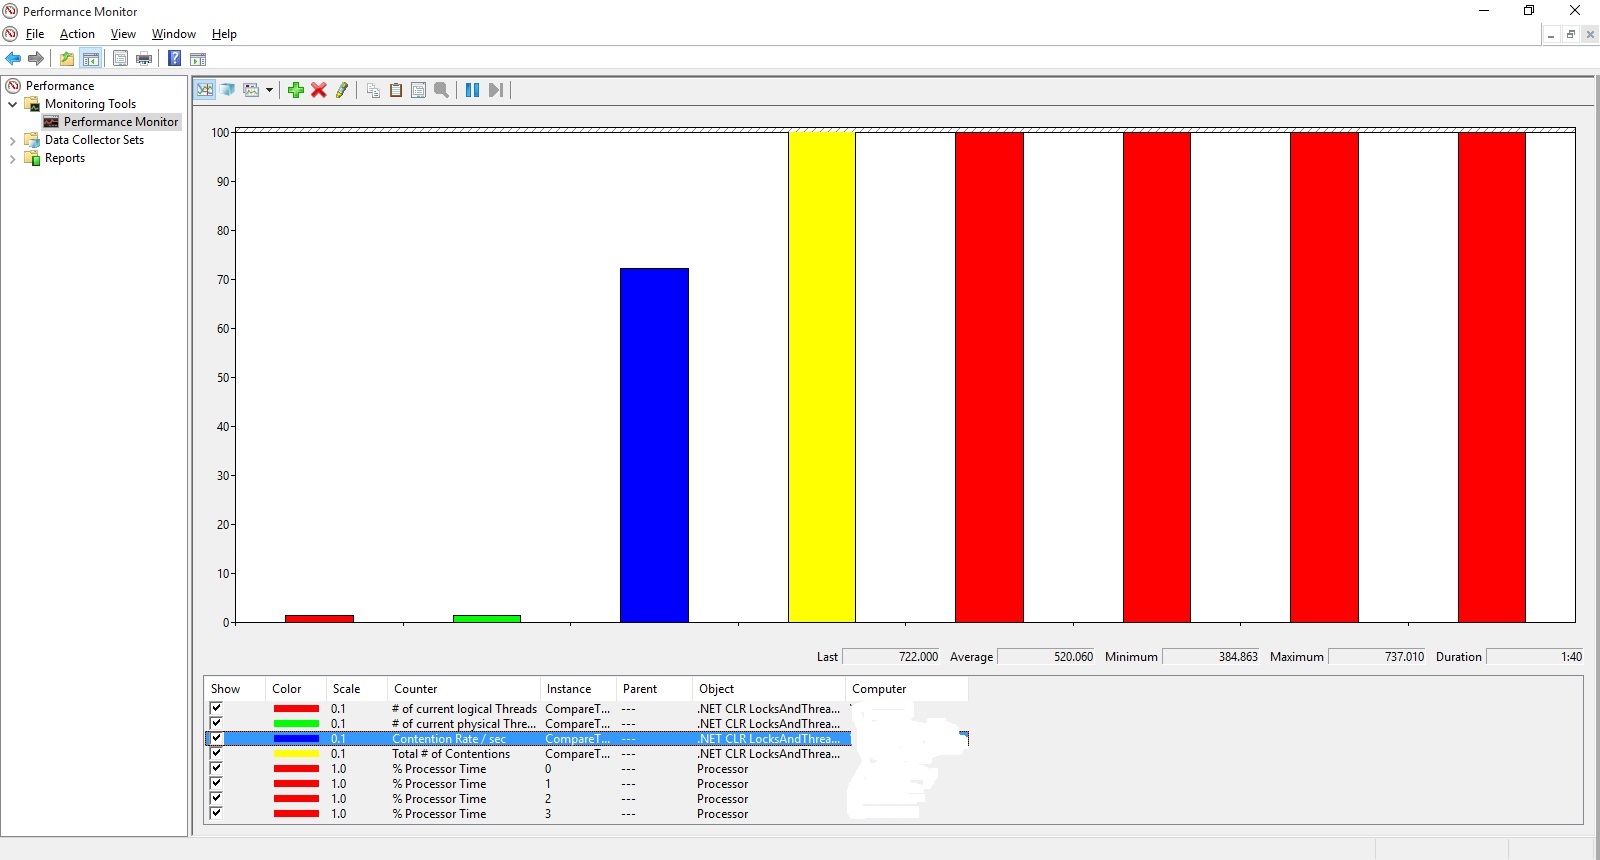 Performance Monitor
File Action View Window Help
Performance
Monitoring Tools
Performance Monitor
Data Collector Sets
Reports
100
90
80
70
60
50
40
30
20
10
0
Last 722.000 Average 520.060 Minimum 384.863 Maximum 737.010 Duration 1:40
Show Color Scale Counter Instance Parent Object Computer
0.1 # of current logical Threads CompareT... --- .NET CLR LocksAndThrea...
0.1 # of current physical Thre... CompareT... --- .NET CLR LocksAndThrea...
0.1 Contention Rate / sec CompareT... --- .NET CLR LocksAndThrea...
0.1 Total # of Contentions CompareT... --- .NET CLR LocksAndThrea...
1.0 % Processor Time 0 --- Processor
1.0 % Processor Time 1 --- Processor
1.0 % Processor Time 2 --- Processor
1.0 % Processor Time 3 --- Processor